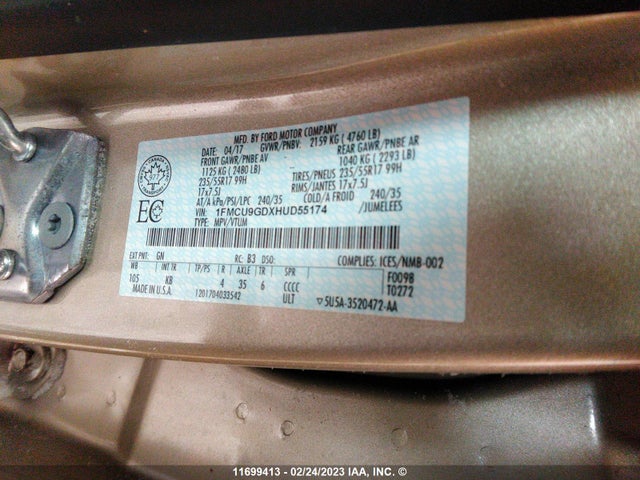 MFD. BY FORD MOTOR COMPANY
DATE: 04/17 GVWR/PNBV: 2159 KG ( 4760 LB)
FRONT GAWR/PNBE AV REAR GAWR/PNBE AR
1125 KG ( 2480 LB) 1040 KG ( 2293 LB)
235/55R17 99H TIRES/PNEUS 235/55R17 99H
17x7.5J RIMS/JANTES 17x7.5J
AT/A kPa/PSI/LPC 240/35 COLD/A FROID 240/35
VIN: 1FMCU9GDXHUD55174 /JUMELEES
TYPE: MPV/VTUM
EC
EXT PNT: GN RC: B3 DSO: COMPLIES: ICES/NMB-002
WB INT TR TP/PS R AXLE TR SPR F0098
105 KB 4 35 6 CCCC T0272
MADE IN U.S.A. 1201704033542 ULT ▽5U5A-3520472-AA
11699413 - 02/24/2023 IAA, INC. ©